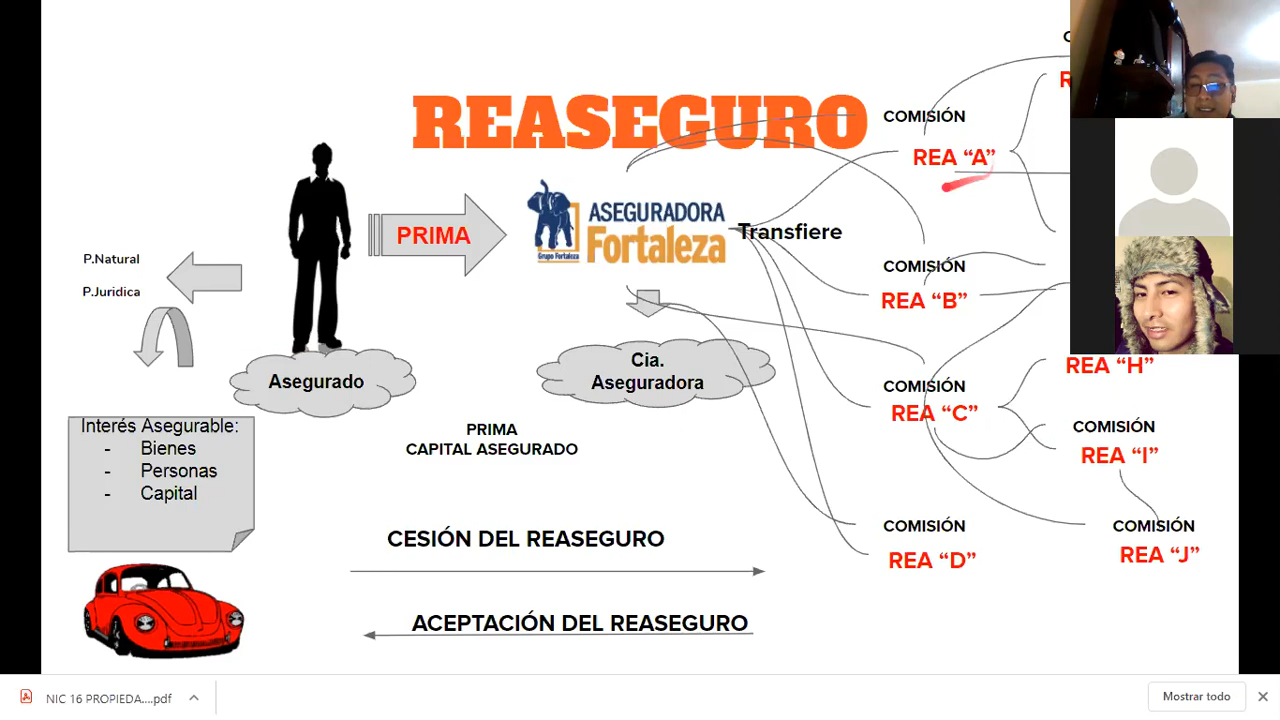 REASEGURO
COMISIÓN
REA “A”
PRIMA
Grupo Fortaleza
ASEGURADORA
Fortaleza
Transfiere
P.Natural
P.Juridica
COMISIÓN
REA “B”
Asegurado
Cia.
Aseguradora
COMISIÓN
REA “C”
REA “H”
Interés Asegurable:
- Bienes
- Personas
- Capital
PRIMA
CAPITAL ASEGURADO
COMISIÓN
REA “I”
CESIÓN DEL REASEGURO
COMISIÓN
REA “D”
COMISIÓN
REA “J”
ACEPTACIÓN DEL REASEGURO
NIC 16 PROPIEDA....pdf
Mostrar todo